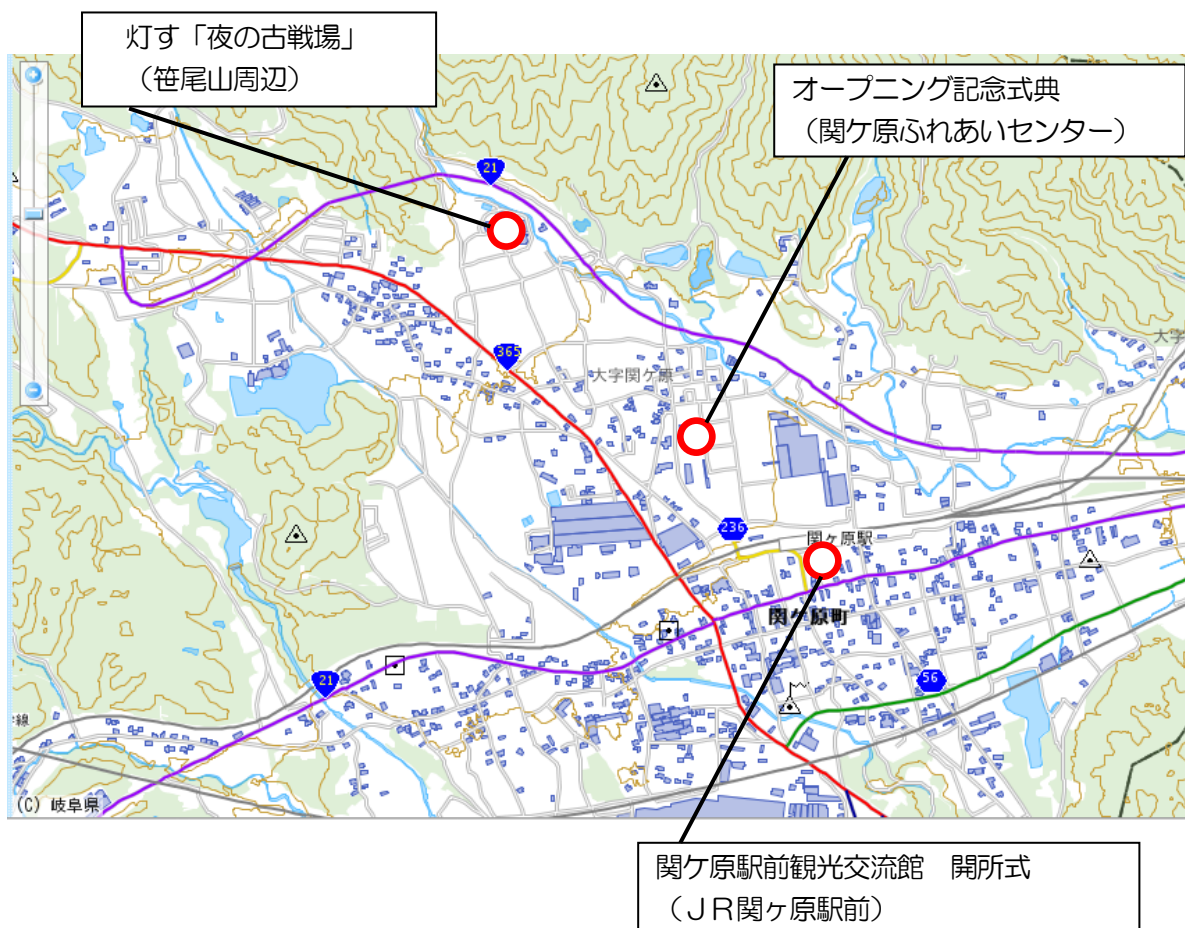 灯す「夜の古戦場」
（笹尾山周辺）
オープニング記念式典
（関ケ原ふれあいセンター）
21
365
大字関ケ原
大字
236
関ヶ原駅
関ケ原町
21
56
線
(C) 岐阜県
関ケ原駅前観光交流館　開所式
（ＪＲ関ヶ原駅前）